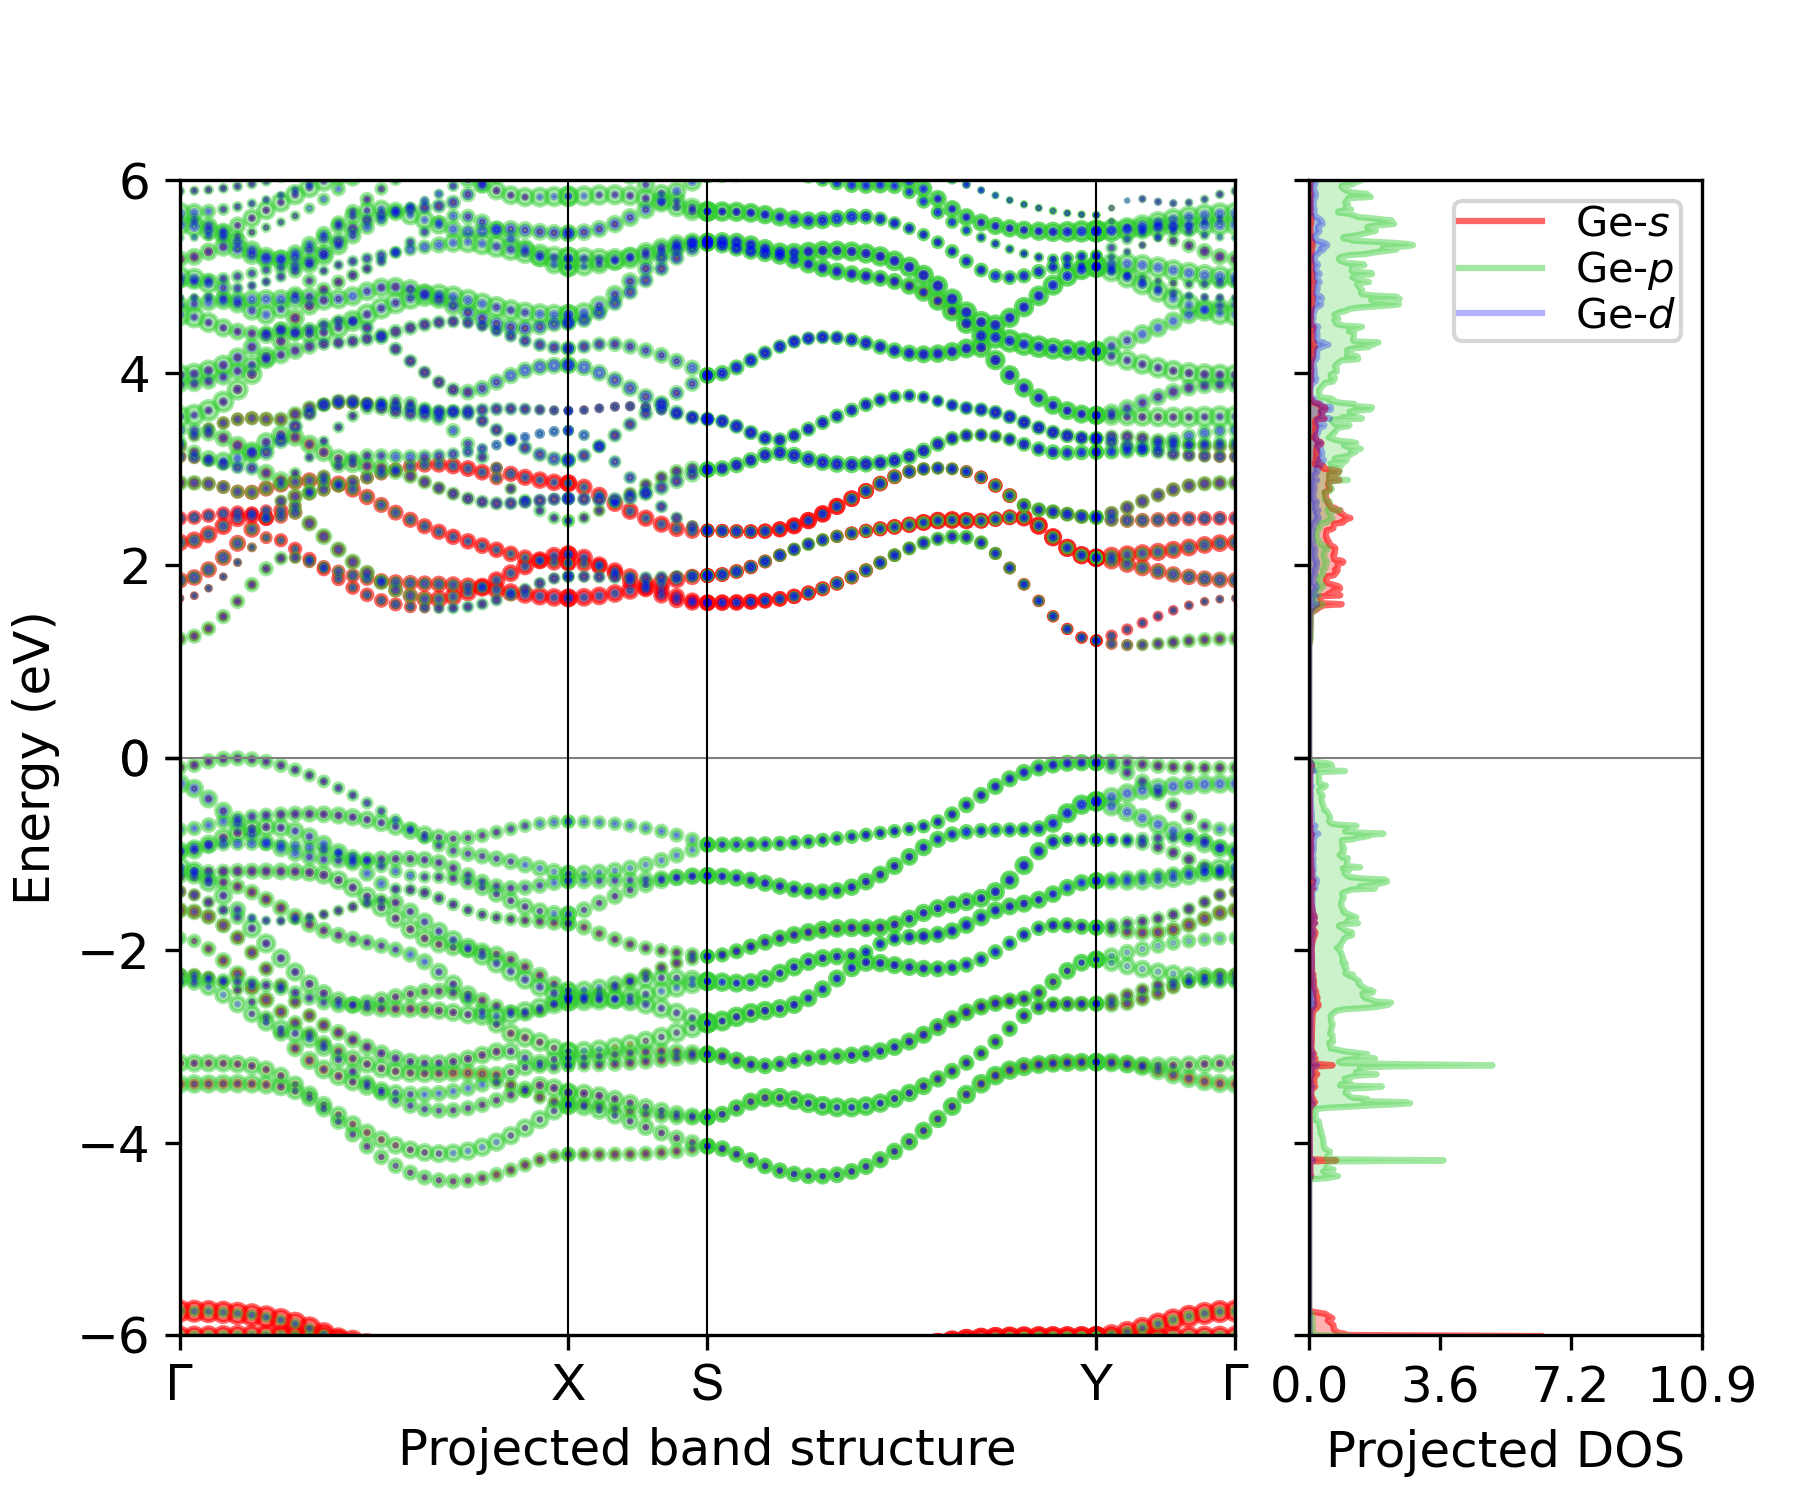 Energy (eV)
6
4
2
0
−2
−4
−6
Γ X S Y Γ
Projected band structure
Ge-s
Ge-p
Ge-d
0.0 3.6 7.2 10.9
Projected DOS